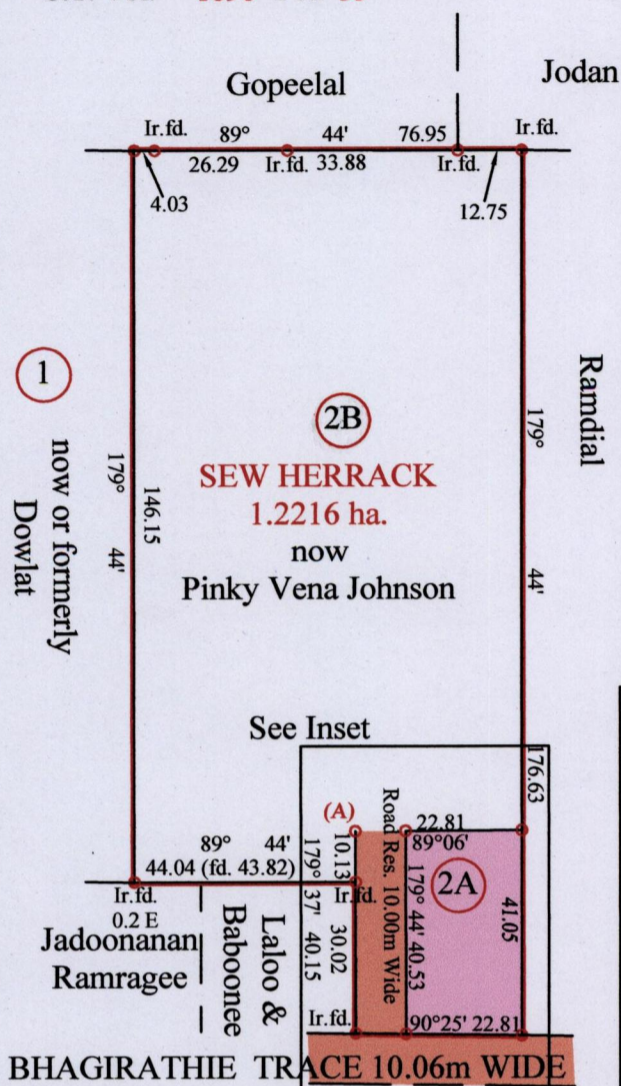 Gopeelal
Jodan
Ir.fd. 89° 44' 76.95 Ir.fd.
26.29 Ir.fd. 33.88 Ir.fd.
4.03
12.75
1
now or formerly
Dowlat
179° 44'
146.15
2B
SEW HERRACK
1.2216 ha.
now
Pinky Vena Johnson
Ramdial
179° 44'
176.63
See Inset
(A)
22.81
89°06'
89° 44'
44.04 (fd. 43.82)
Ir.fd.
0.2 E
Ir.fd.
10.13
30.02
179° 37' 40.15
Road Res. 10.00m Wide
179° 44' 40.53
2A
41.05
Jadoonanan
Ramragee
Laloo &
Baboonee
Ir.fd.
90°25' 22.81
BHAGIRATHIE TRACE 10.06m WIDE